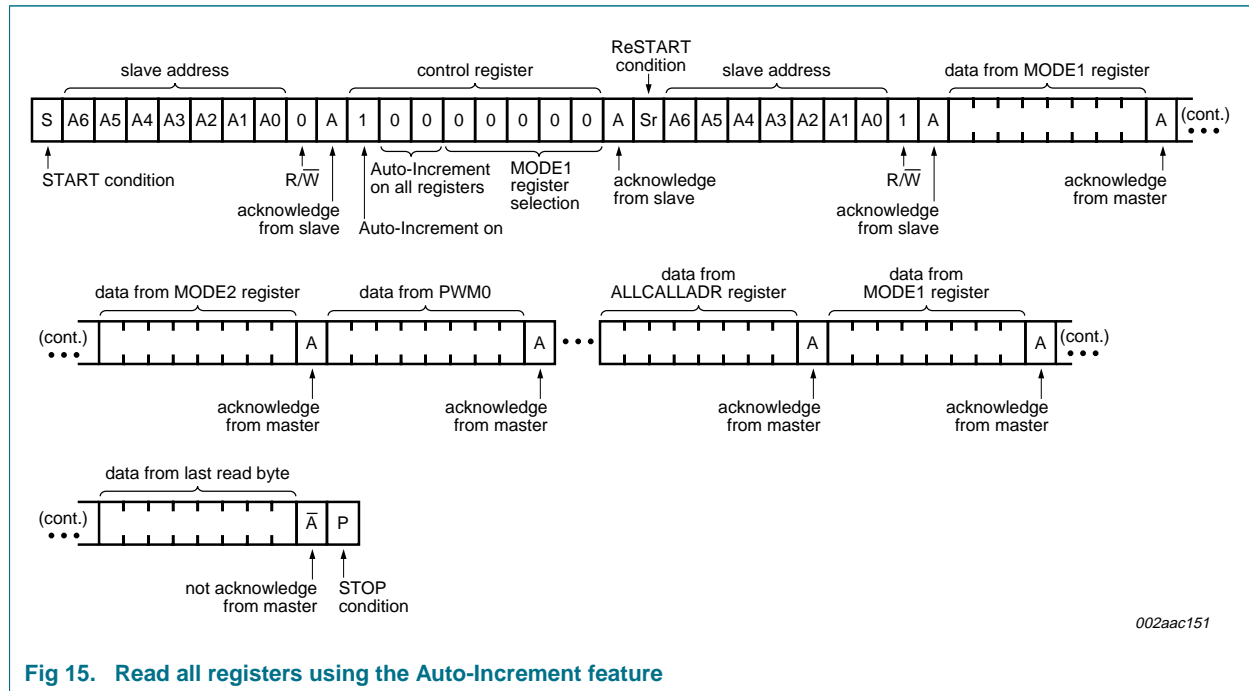 ReSTART
condition
slave address
control register
slave address
data from MODE1 register
S A6 A5 A4 A3 A2 A1 A0 0 A 1 0 0 0 0 0 0 0 A Sr A6 A5 A4 A3 A2 A1 A0 1 A A (cont.)
START condition
R/W̅
acknowledge
from slave
Auto-Increment on
Auto-Increment
on all registers
MODE1
register
selection
acknowledge
from slave
R/W̅
acknowledge
from slave
acknowledge
from master
data from MODE2 register
data from PWM0
data from
ALLCALLADR register
data from
MODE1 register
(cont.) A A A A (cont.)
acknowledge
from master
acknowledge
from master
acknowledge
from master
acknowledge
from master
data from last read byte
(cont.) A̅ P
not acknowledge
from master
STOP
condition
002aac151
Fig 15. Read all registers using the Auto-Increment feature